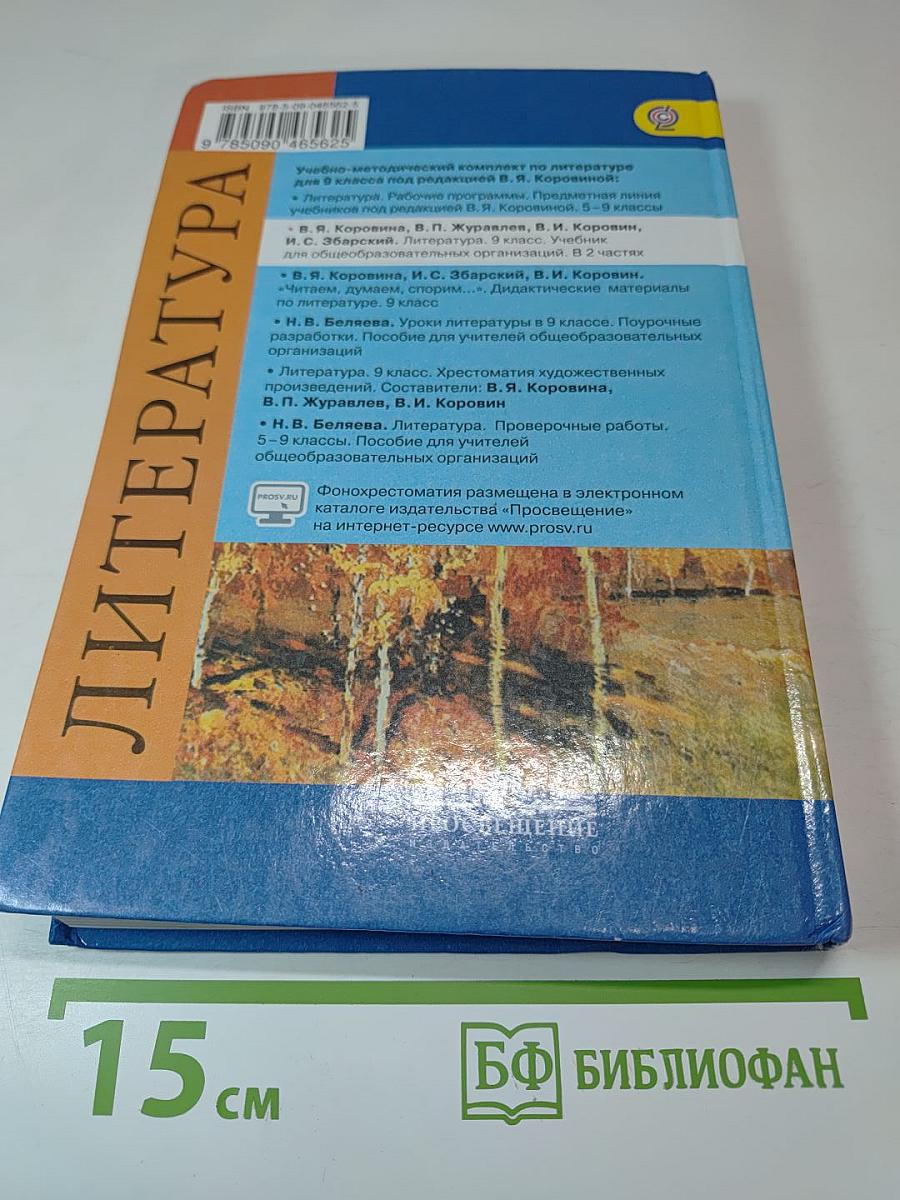 ISBN 978-5-09-046562-5
9 785090 465625
ЛИТЕРАТУРА
Учебно-методический комплект по литературе
для 9 класса под редакцией В. Я. Коровиной:
• Литература. Рабочие программы. Предметная линия
учебников под редакцией В. Я. Коровиной. 5–9 классы
• В. Я. Коровина, В. П. Журавлев, В. И. Коровин,
И. С. Збарский. Литература. 9 класс. Учебник
для общеобразовательных организаций. В 2 частях
• В. Я. Коровина, И. С. Збарский, В. И. Коровин.
«Читаем, думаем, спорим...». Дидактические материалы
по литературе. 9 класс
• Н. В. Беляева. Уроки литературы в 9 классе. Поурочные
разработки. Пособие для учителей общеобразовательных
организаций
• Литература. 9 класс. Хрестоматия художественных
произведений. Составители: В. Я. Коровина,
В. П. Журавлев, В. И. Коровин
• Н. В. Беляева. Литература. Проверочные работы.
5–9 классы. Пособие для учителей
общеобразовательных организаций
PROSV.RU
Фонохрестоматия размещена в электронном
каталоге издательства «Просвещение»
на интернет-ресурсе www.prosv.ru
ПРОСВЕЩЕНИЕ
ИЗДАТЕЛЬСТВО
15 см
БФ БИБЛИОФАН